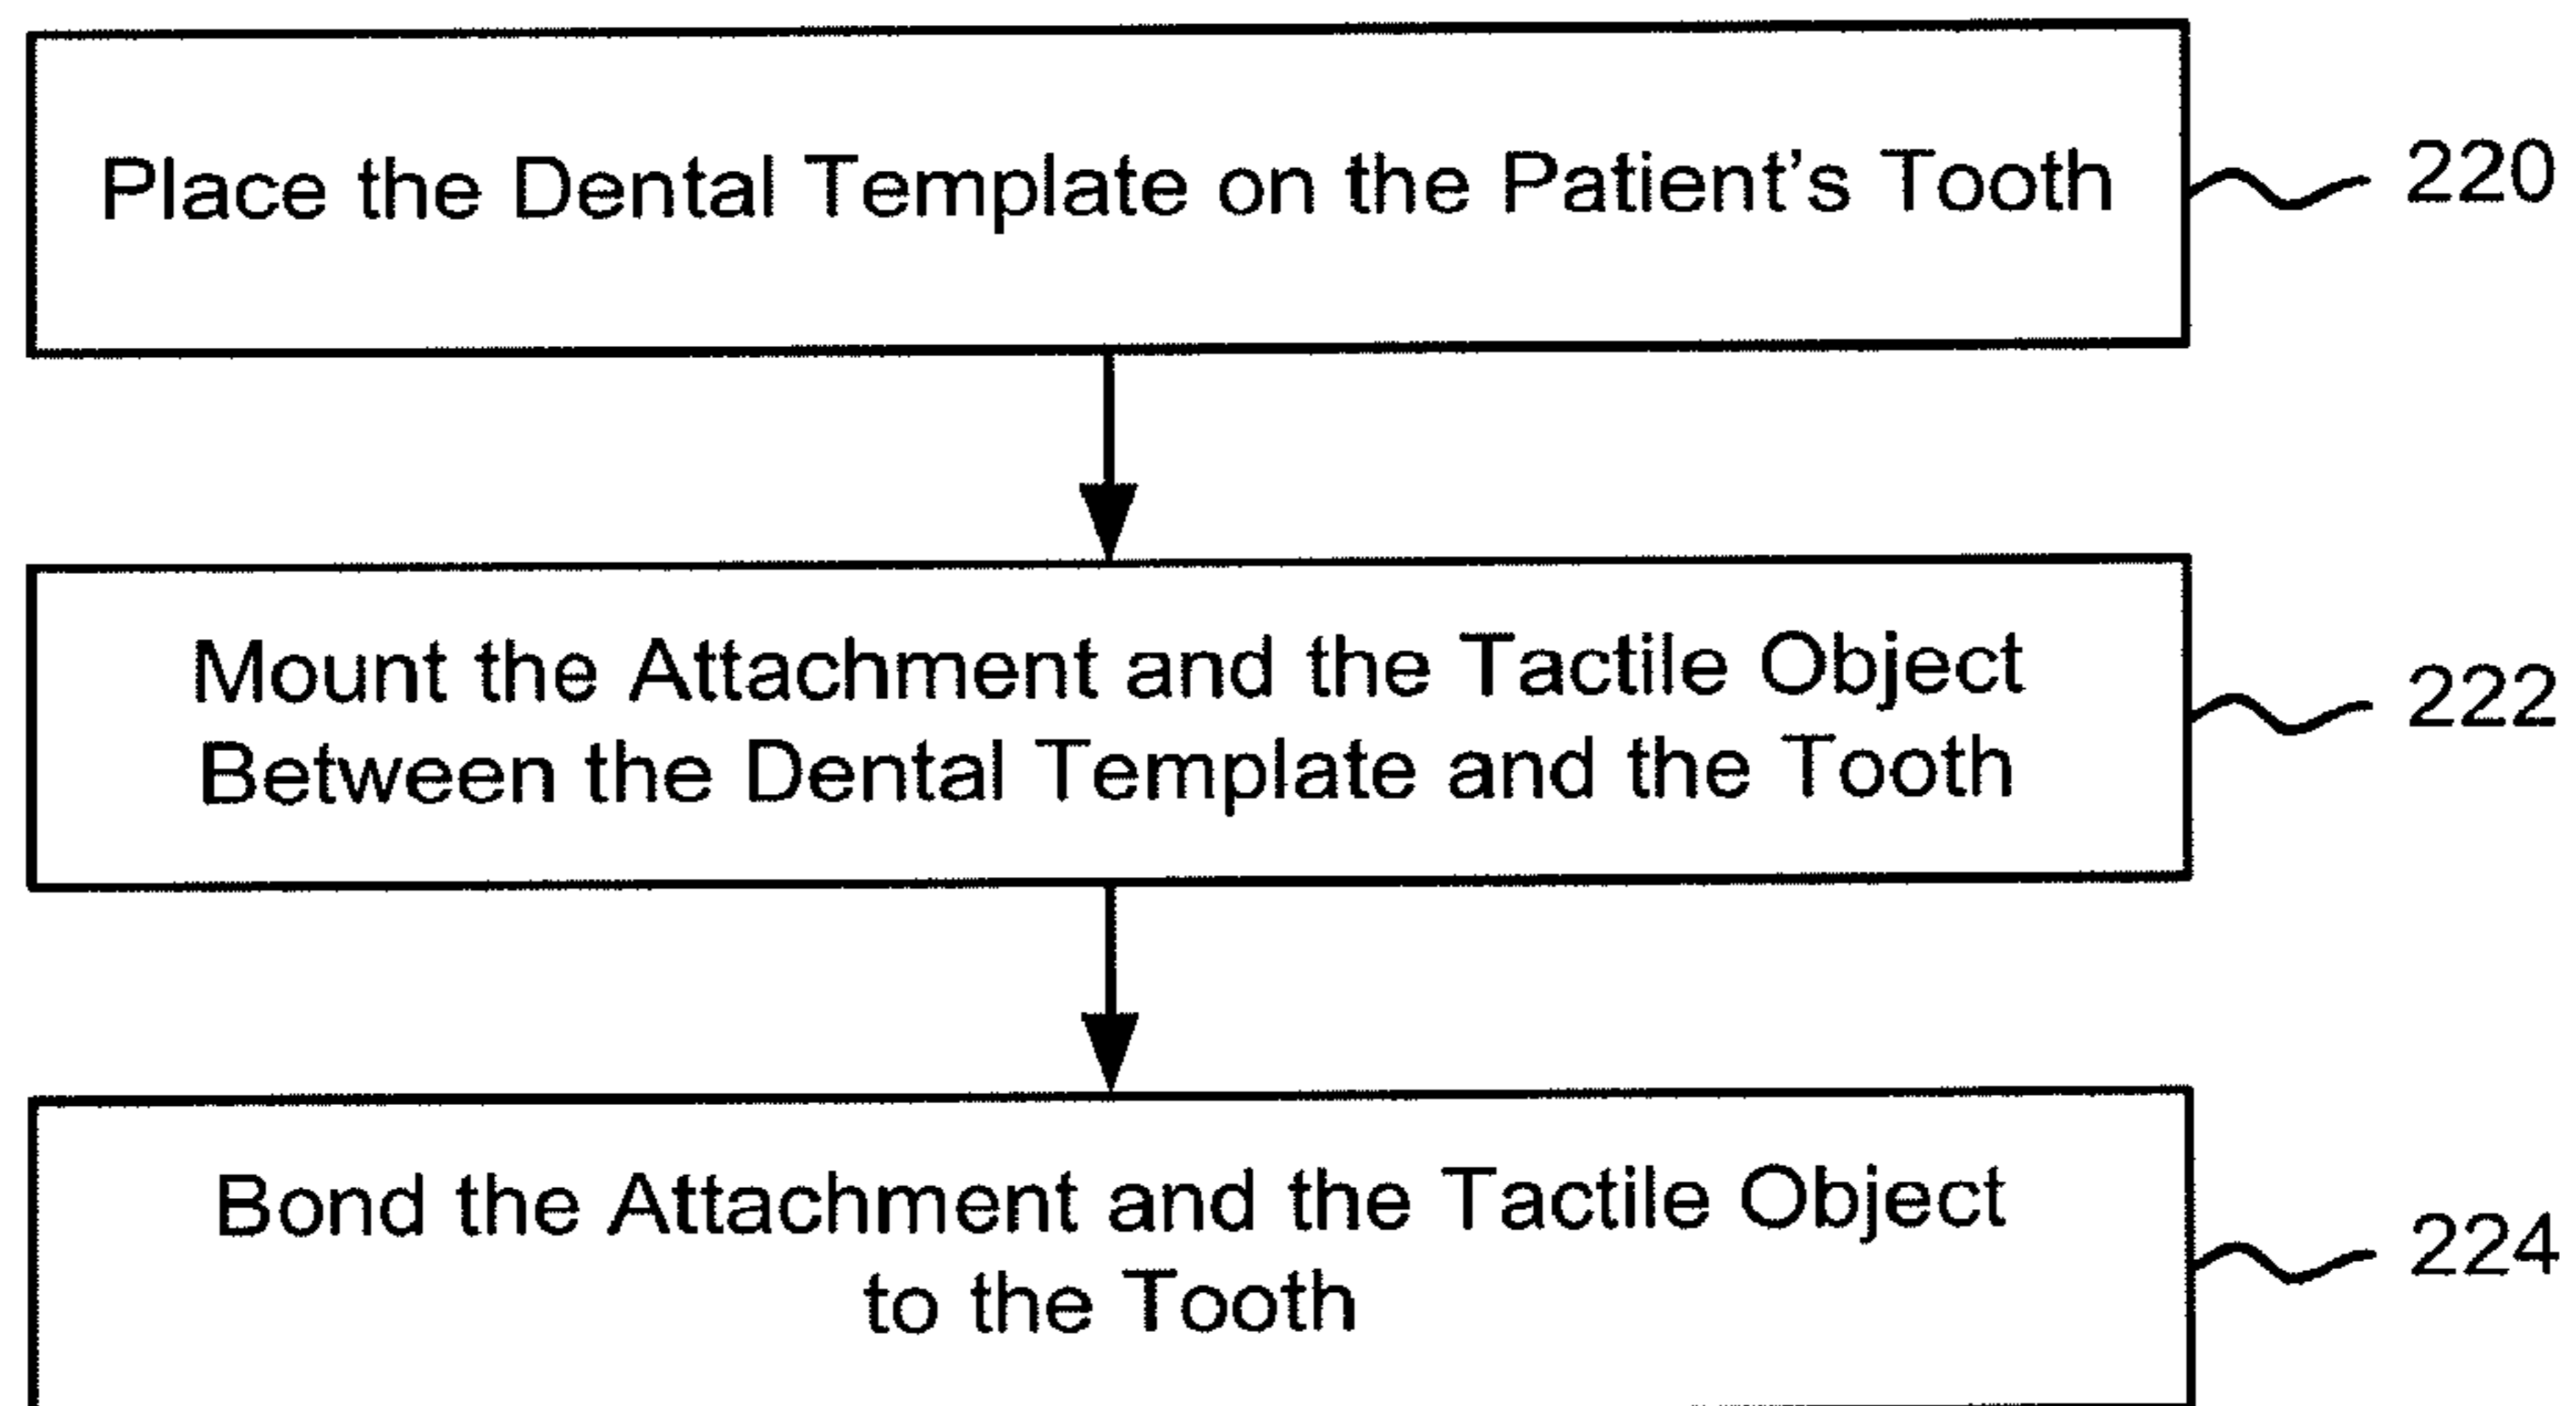 Place the Dental Template on the Patient's Tooth
220
Mount the Attachment and the Tactile Object
Between the Dental Template and the Tooth
222
Bond the Attachment and the Tactile Object
to the Tooth
224